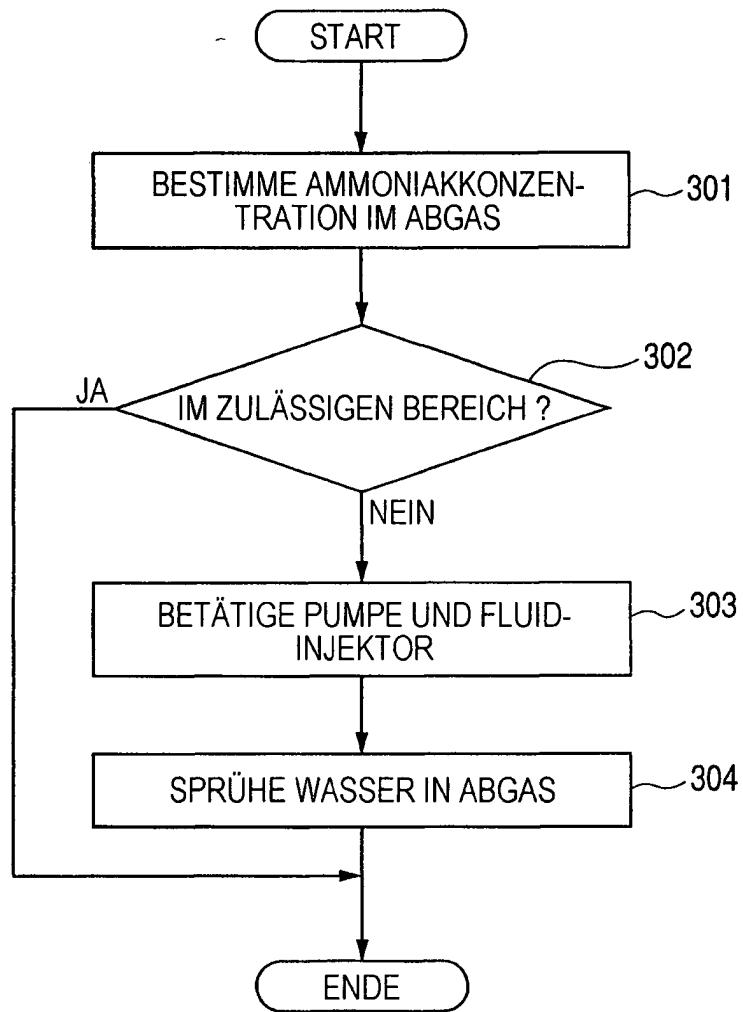 START
BESTIMME AMMONIAKKONZEN-
TRATION IM ABGAS
301
302
JA
IM ZULÄSSIGEN BEREICH ?
NEIN
BETÄTIGE PUMPE UND FLUID-
INJEKTOR
303
SPRÜHE WASSER IN ABGAS
304
ENDE